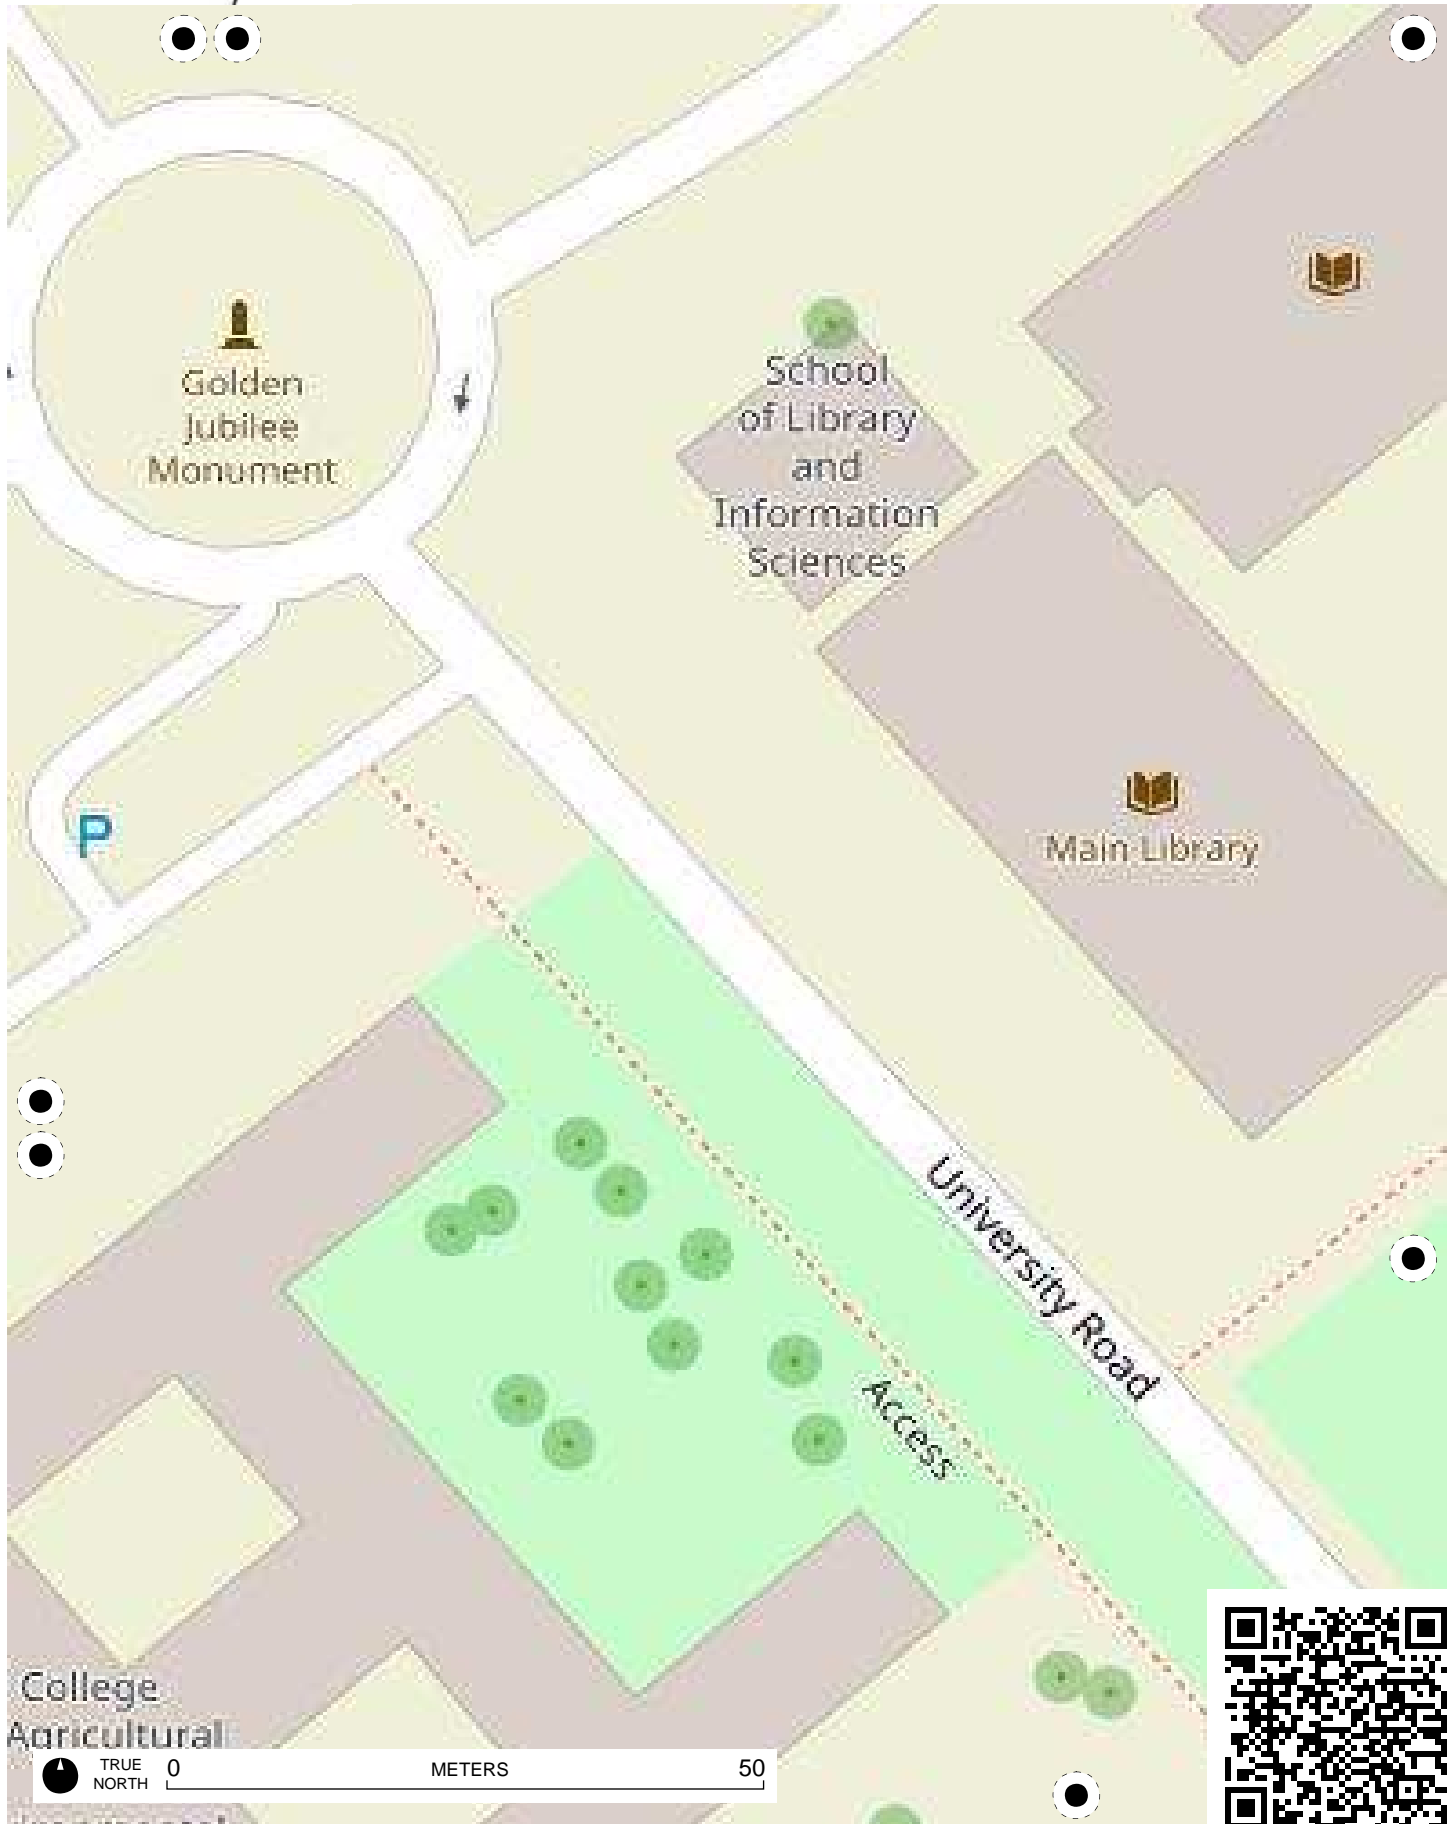 Golden
Jubilee
Monument
School
of Library
and
Information
Sciences
P
Main Library
University Road
Access
College
Agricultural
TRUE
NORTH
0
METERS
50